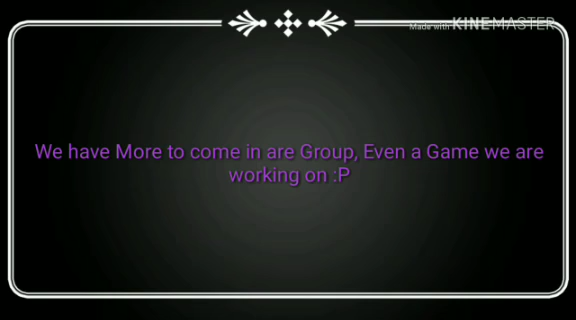 Made with KINEMASTER
We have More to come in are Group, Even a Game we are
working on :P